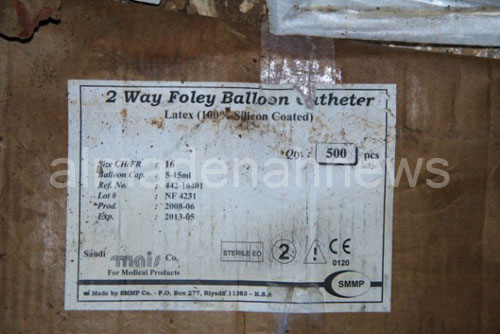 2 Way Foley Balloon Catheter
Latex (100% Silicon Coated)
Qty: 500 pcs
Size CH/FR : 16
Balloon Cap. : 5-15ml
Ref. No. : 442-16401
Lot # : NF 4231
*Prod. : 2008-06
Exp. : 2013-05
almadenahnews
Saudi mais Co.
For Medical Products
STERILE EO 2 ! CE
0120
SMMP
Made by SMMP Co. - P.O. Box 277, Riyadh 11383 - K.S.A